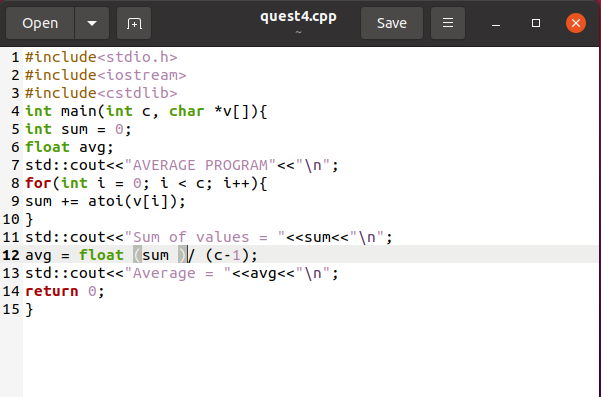 Open quest4.cpp Save
~
1 #include<stdio.h>
2 #include<iostream>
3 #include<cstdlib>
4 int main(int c, char *v[]){
5 int sum = 0;
6 float avg;
7 std::cout<<"AVERAGE PROGRAM"<<"\n";
8 for(int i = 0; i < c; i++){
9 sum += atoi(v[i]);
10 }
11 std::cout<<"Sum of values = "<<sum<<"\n";
12 avg = float (sum )/ (c-1);
13 std::cout<<"Average = "<<avg<<"\n";
14 return 0;
15 }